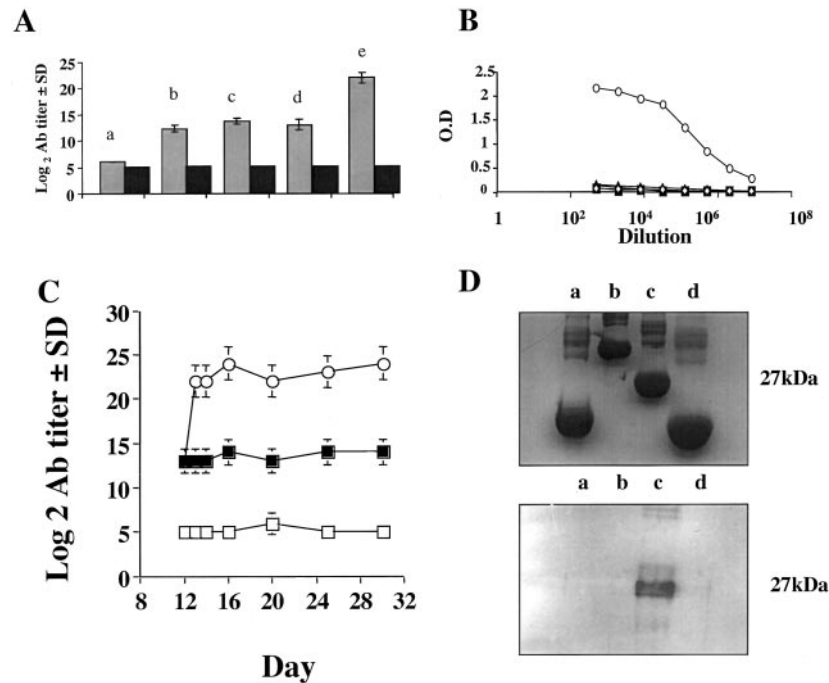 A
Log 2 Ab titer ± SD
25
20
15
10
5
0
a
b
c
d
e
B
O.D
2.5
2
1.5
1
0.5
0
1
10²
10⁴
10⁶
10⁸
Dilution
C
Log 2 Ab titer ± SD
30
25
20
15
10
5
0
8
12
16
20
24
28
32
Day
D
a b c d
27kDa
a b c d
27kDa